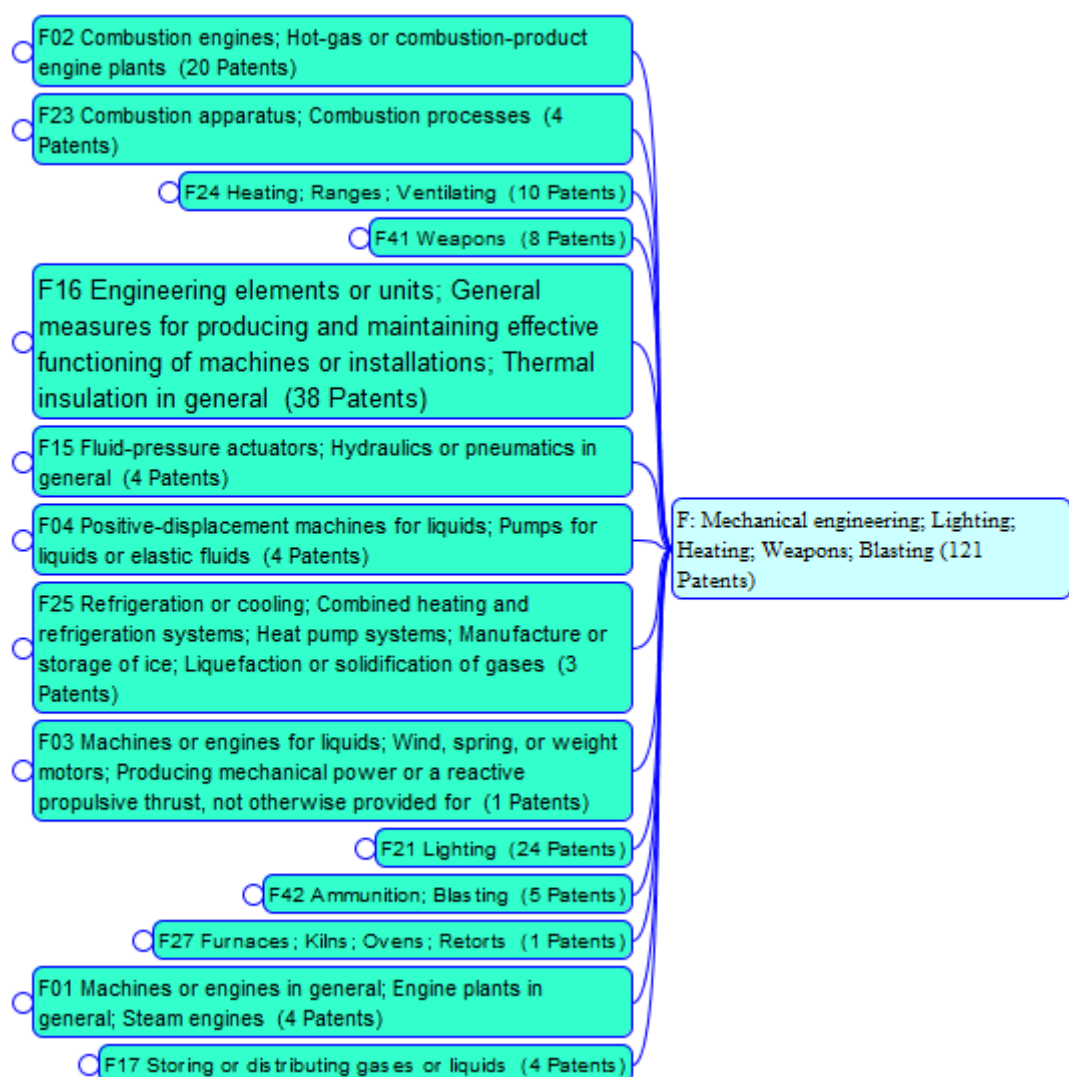 F02 Combustion engines; Hot-gas or combustion-product
engine plants (20 Patents)
F23 Combustion apparatus; Combustion processes (4
Patents)
F24 Heating; Ranges; Ventilating (10 Patents)
F41 Weapons (8 Patents)
F16 Engineering elements or units; General
measures for producing and maintaining effective
functioning of machines or installations; Thermal
insulation in general (38 Patents)
F15 Fluid-pressure actuators; Hydraulics or pneumatics in
general (4 Patents)
F04 Positive-displacement machines for liquids; Pumps for
liquids or elastic fluids (4 Patents)
F25 Refrigeration or cooling; Combined heating and
refrigeration systems; Heat pump systems; Manufacture or
storage of ice; Liquefaction or solidification of gases (3
Patents)
F03 Machines or engines for liquids; Wind, spring, or weight
motors; Producing mechanical power or a reactive
propulsive thrust, not otherwise provided for (1 Patents)
F21 Lighting (24 Patents)
F42 Ammunition; Blasting (5 Patents)
F27 Furnaces; Kilns; Ovens; Retorts (1 Patents)
F01 Machines or engines in general; Engine plants in
general; Steam engines (4 Patents)
F17 Storing or distributing gases or liquids (4 Patents)
F: Mechanical engineering; Lighting;
Heating; Weapons; Blasting (121
Patents)